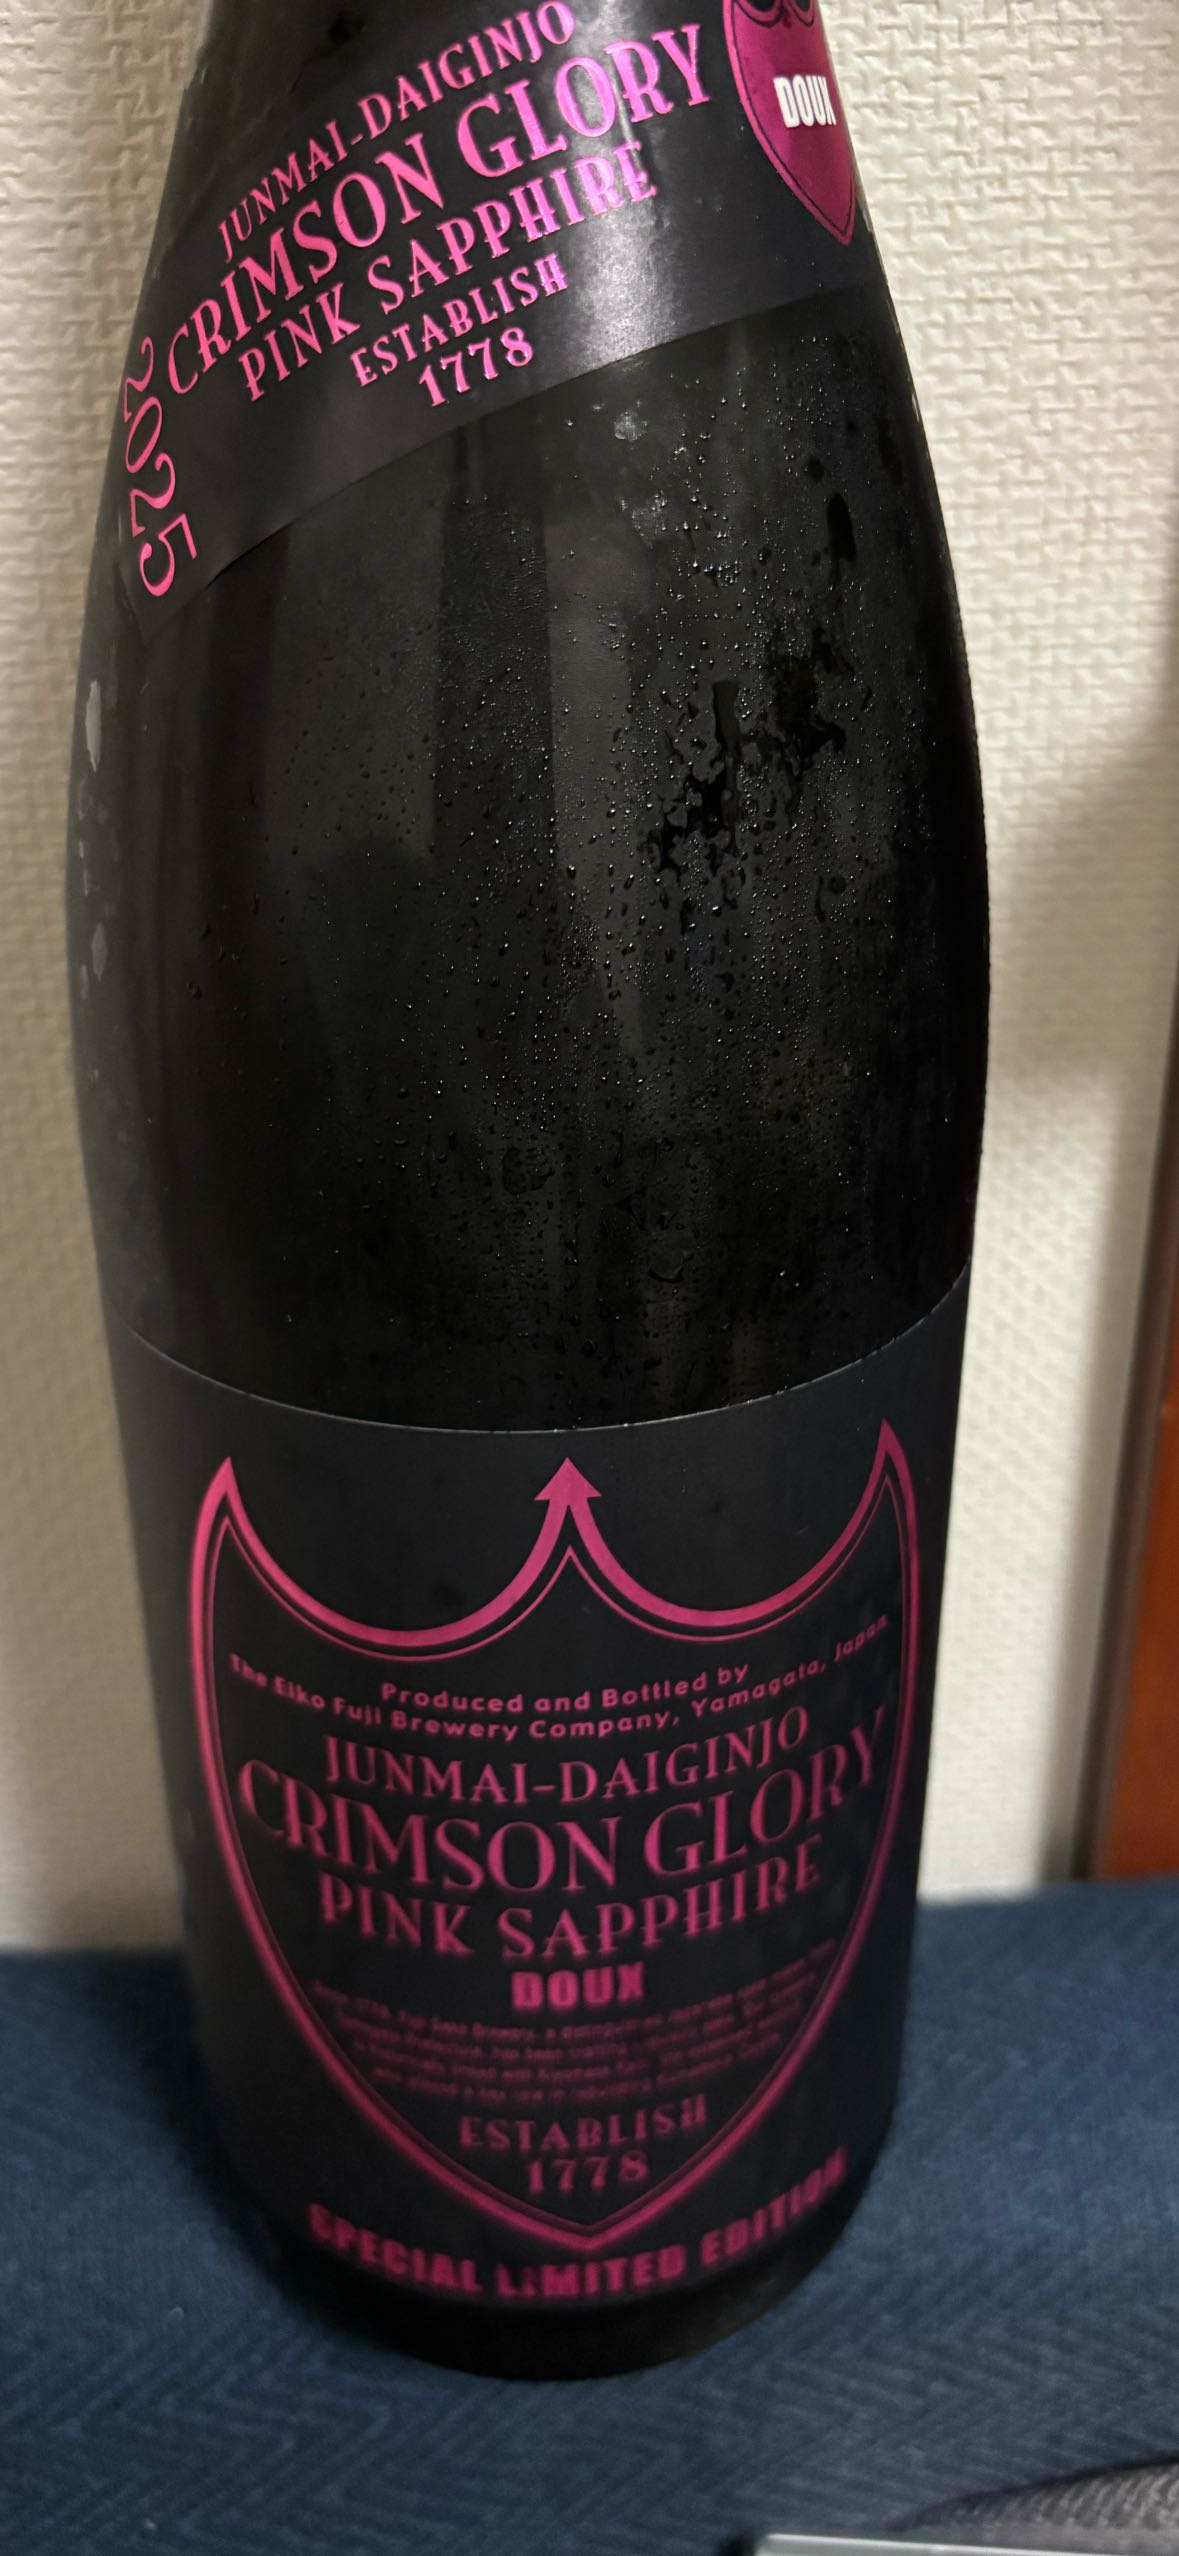 JUNMAI-DAIGINJO
CRIMSON GLORY
PINK SAPPHIRE
ESTABLISH
1778
2025
DOUX
Produced and Bottled by
The Eiko Fuji Brewery Company, Yamagata, Japan
JUNMAI-DAIGINJO
CRIMSON GLORY
PINK SAPPHIRE
DOUX
ESTABLISH
1778
SPECIAL LIMITED EDITION